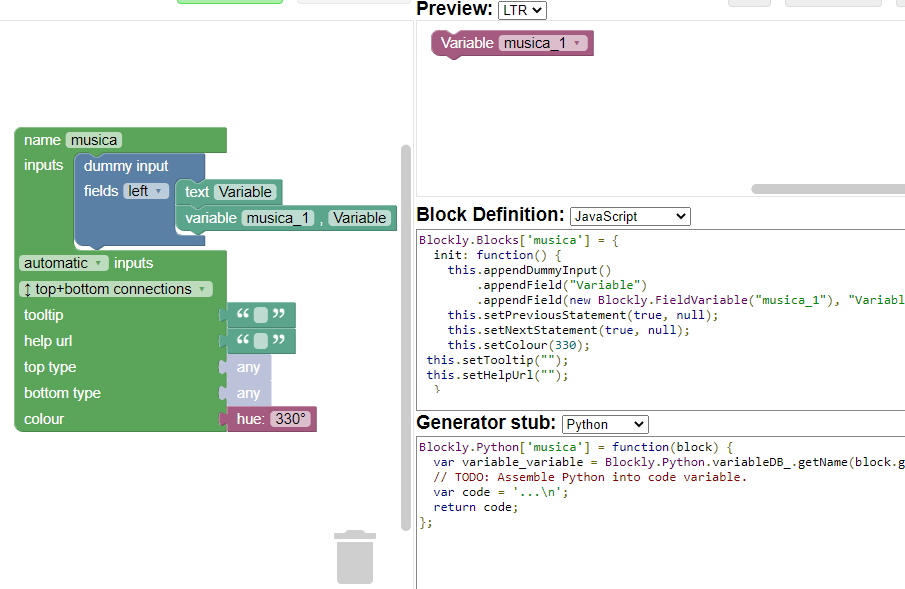 Preview: LTR
Variable musica_1
name musica
inputs dummy input
fields left text Variable
variable musica_1 , Variable
automatic inputs
↕ top+bottom connections
tooltip “ ”
help url “ ”
top type any
bottom type any
colour hue: 330°
Block Definition: JavaScript
Blockly.Blocks['musica'] = {
  init: function() {
    this.appendDummyInput()
        .appendField("Variable")
        .appendField(new Blockly.FieldVariable("musica_1"), "Variabl
    this.setPreviousStatement(true, null);
    this.setNextStatement(true, null);
    this.setColour(330);
 this.setTooltip("");
 this.setHelpUrl("");
  }
Generator stub: Python
Blockly.Python['musica'] = function(block) {
  var variable_variable = Blockly.Python.variableDB_.getName(block.g
  // TODO: Assemble Python into code variable.
  var code = '...\n';
  return code;
};